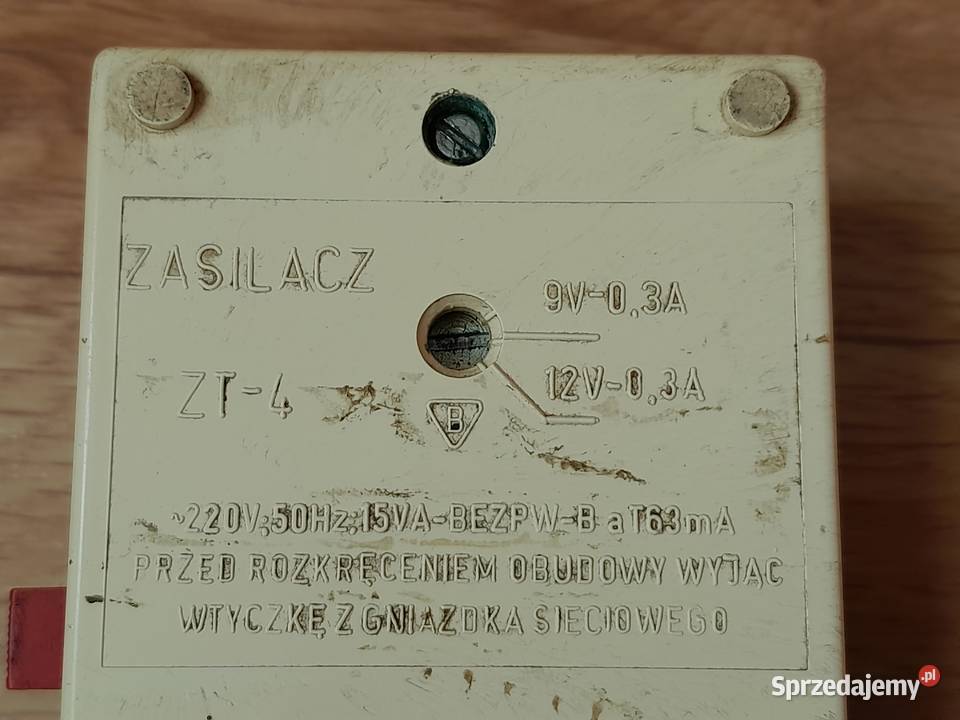 ZASILACZ
9V-0,3A
ZT-4
12V-0,3A
B
~220V,50Hz,15VA-BEZPW-B aT63mA
PRZED ROZKRĘCENIEM OBUDOWY WYJĄĆ
WTYCZKĘ Z GNIAZDKA SIECIOWEGO
Sprzedajemy.pl